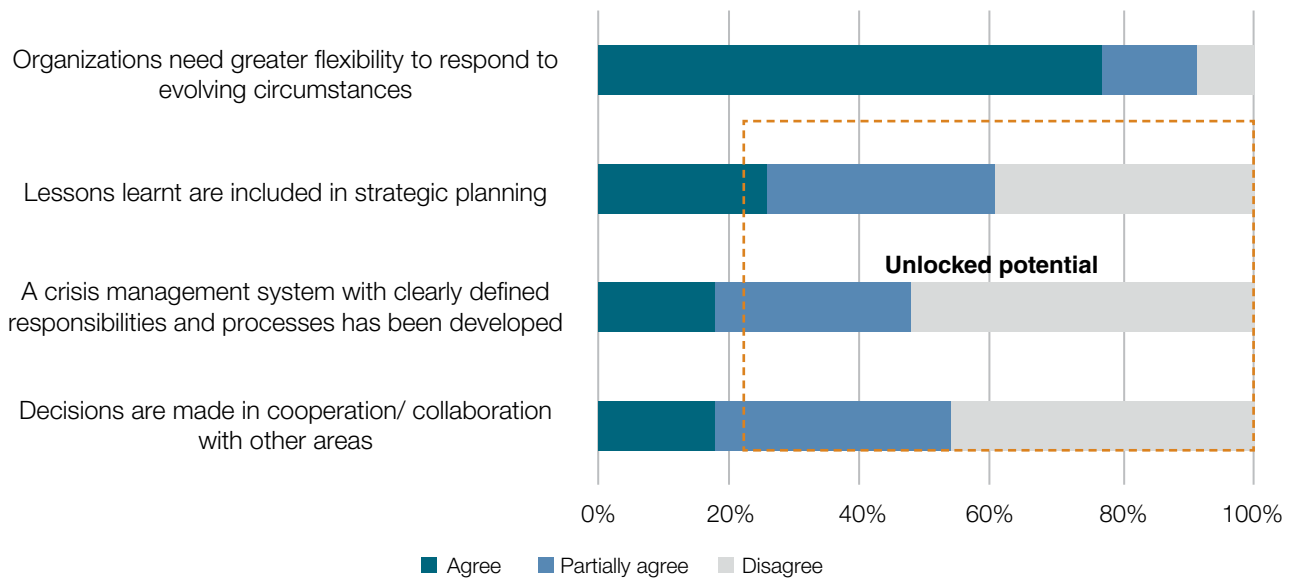 Organizations need greater flexibility to respond to
evolving circumstances
Lessons learnt are included in strategic planning
Unlocked potential
A crisis management system with clearly defined
responsibilities and processes has been developed
Decisions are made in cooperation/ collaboration
with other areas
0% 20% 40% 60% 80% 100%
Agree Partially agree Disagree